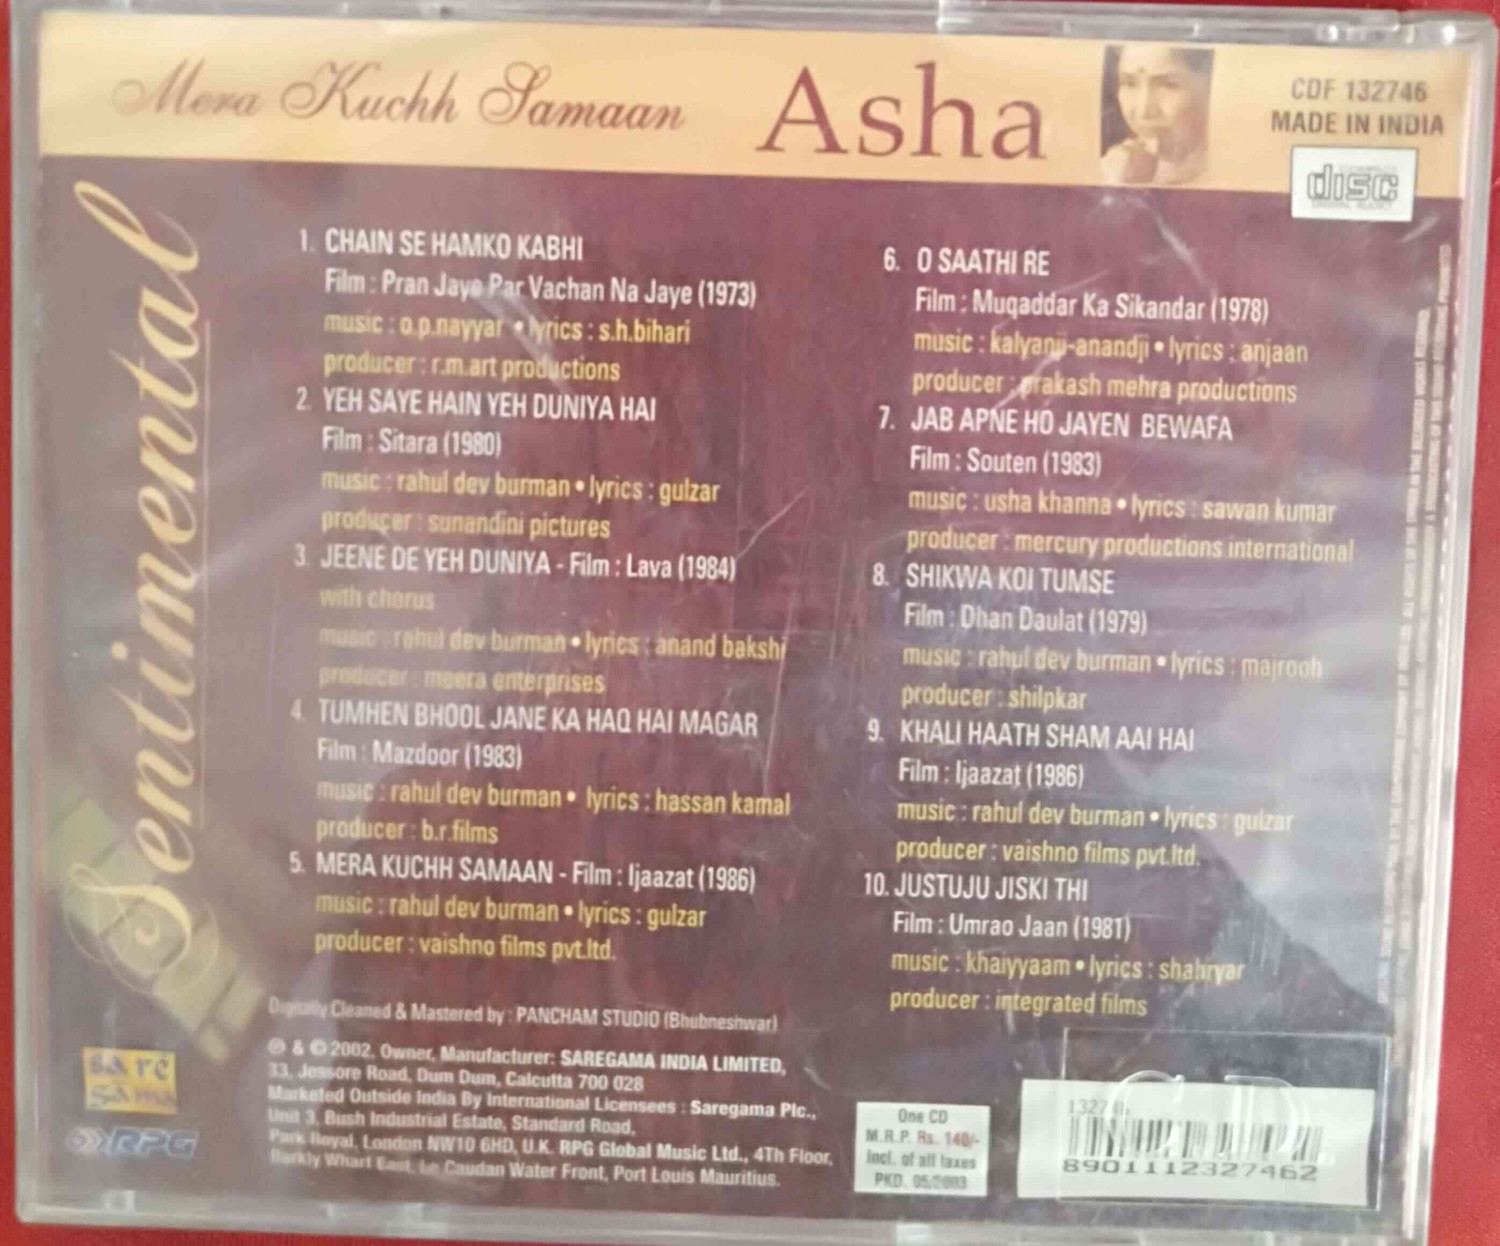 Mera Kuchh Samaan Asha
CDF 132746
MADE IN INDIA
disc
DIGITAL AUDIO
Sentimental
1. CHAIN SE HAMKO KABHI
Film : Pran Jaye Par Vachan Na Jaye (1973)
music : o.p.nayyar • lyrics : s.h.bihari
producer : r.m.art productions
2. YEH SAYE HAIN YEH DUNIYA HAI
Film : Sitara (1980)
music : rahul dev burman • lyrics : gulzar
producer : sunandini pictures
3. JEENE DE YEH DUNIYA - Film : Lava (1984)
with chorus
music : rahul dev burman • lyrics : anand bakshi
producer : meera enterprises
4. TUMHEN BHOOL JANE KA HAQ HAI MAGAR
Film : Mazdoor (1983)
music : rahul dev burman • lyrics : hassan kamal
producer : b.r.films
5. MERA KUCHH SAMAAN - Film : Ijaazat (1986)
music : rahul dev burman • lyrics : gulzar
producer : vaishno films pvt.ltd.
6. O SAATHI RE
Film : Muqaddar Ka Sikandar (1978)
music : kalyanji-anandji • lyrics : anjaan
producer : prakash mehra productions
7. JAB APNE HO JAYEN BEWAFA
Film : Souten (1983)
music : usha khanna • lyrics : sawan kumar
producer : mercury productions international
8. SHIKWA KOI TUMSE
Film : Dhan Daulat (1979)
music : rahul dev burman • lyrics : majrooh
producer : shilpkar
9. KHALI HAATH SHAM AAI HAI
Film : Ijaazat (1986)
music : rahul dev burman • lyrics : gulzar
producer : vaishno films pvt.ltd.
10. JUSTUJU JISKI THI
Film : Umrao Jaan (1981)
music : khaiyyaam • lyrics : shahryar
producer : integrated films
Digitally Cleaned & Mastered by : PANCHAM STUDIO (Bhubneshwar)
℗ & © 2002, Owner, Manufacturer: SAREGAMA INDIA LIMITED,
33, Jessore Road, Dum Dum, Calcutta 700 028
Marketed Outside India By International Licensees : Saregama Plc.,
Unit 3, Bush Industrial Estate, Standard Road,
Park Royal, London NW10 6HD, U.K. RPG Global Music Ltd., 4Th Floor,
Barkly Wharf East, Le Caudan Water Front, Port Louis Mauritius.
sa re
ga ma
RPG
One CD
M.R.P. Rs. 140/-
Incl. of all taxes
PKD. 05/2003
CD
132746
8901112327462